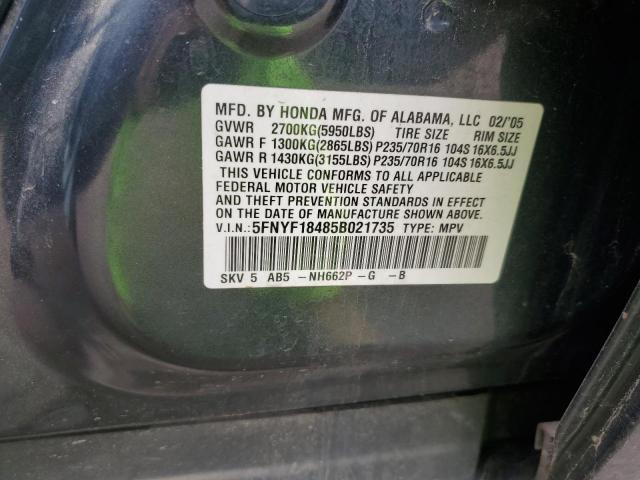 MFD. BY HONDA MFG. OF ALABAMA, LLC 02/'05
GVWR 2700KG(5950LBS) TIRE SIZE RIM SIZE
GAWR F 1300KG(2865LBS) P235/70R16 104S 16X6.5JJ
GAWR R 1430KG(3155LBS) P235/70R16 104S 16X6.5JJ
THIS VEHICLE CONFORMS TO ALL APPLICABLE
FEDERAL MOTOR VEHICLE SAFETY
AND THEFT PREVENTION STANDARDS IN EFFECT
ON DATE OF MANUFACTURE SHOWN ABOVE.
V.I.N.:5FNYF18485B021735 TYPE: MPV
SKV 5 AB5 -NH662P -G -B